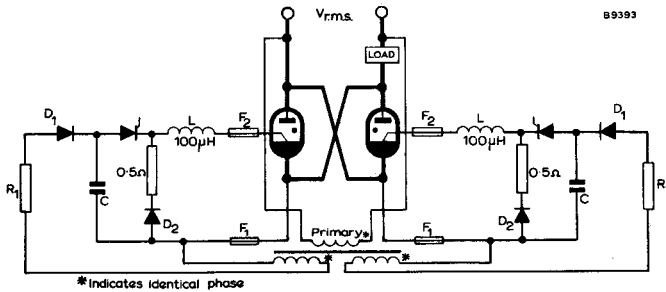 Vr.m.s.
B9393
LOAD
D1
L
F2
F2
L
D1
100µH
100µH
R1
C
0·5Ω
0·5Ω
C
R
D2
D2
F1
Primary*
F1
*
*
*Indicates identical phase